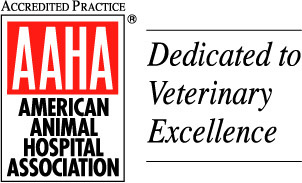 ACCREDITED PRACTICE
AAHA®
AMERICAN
ANIMAL
HOSPITAL
ASSOCIATION
Dedicated to
Veterinary
Excellence